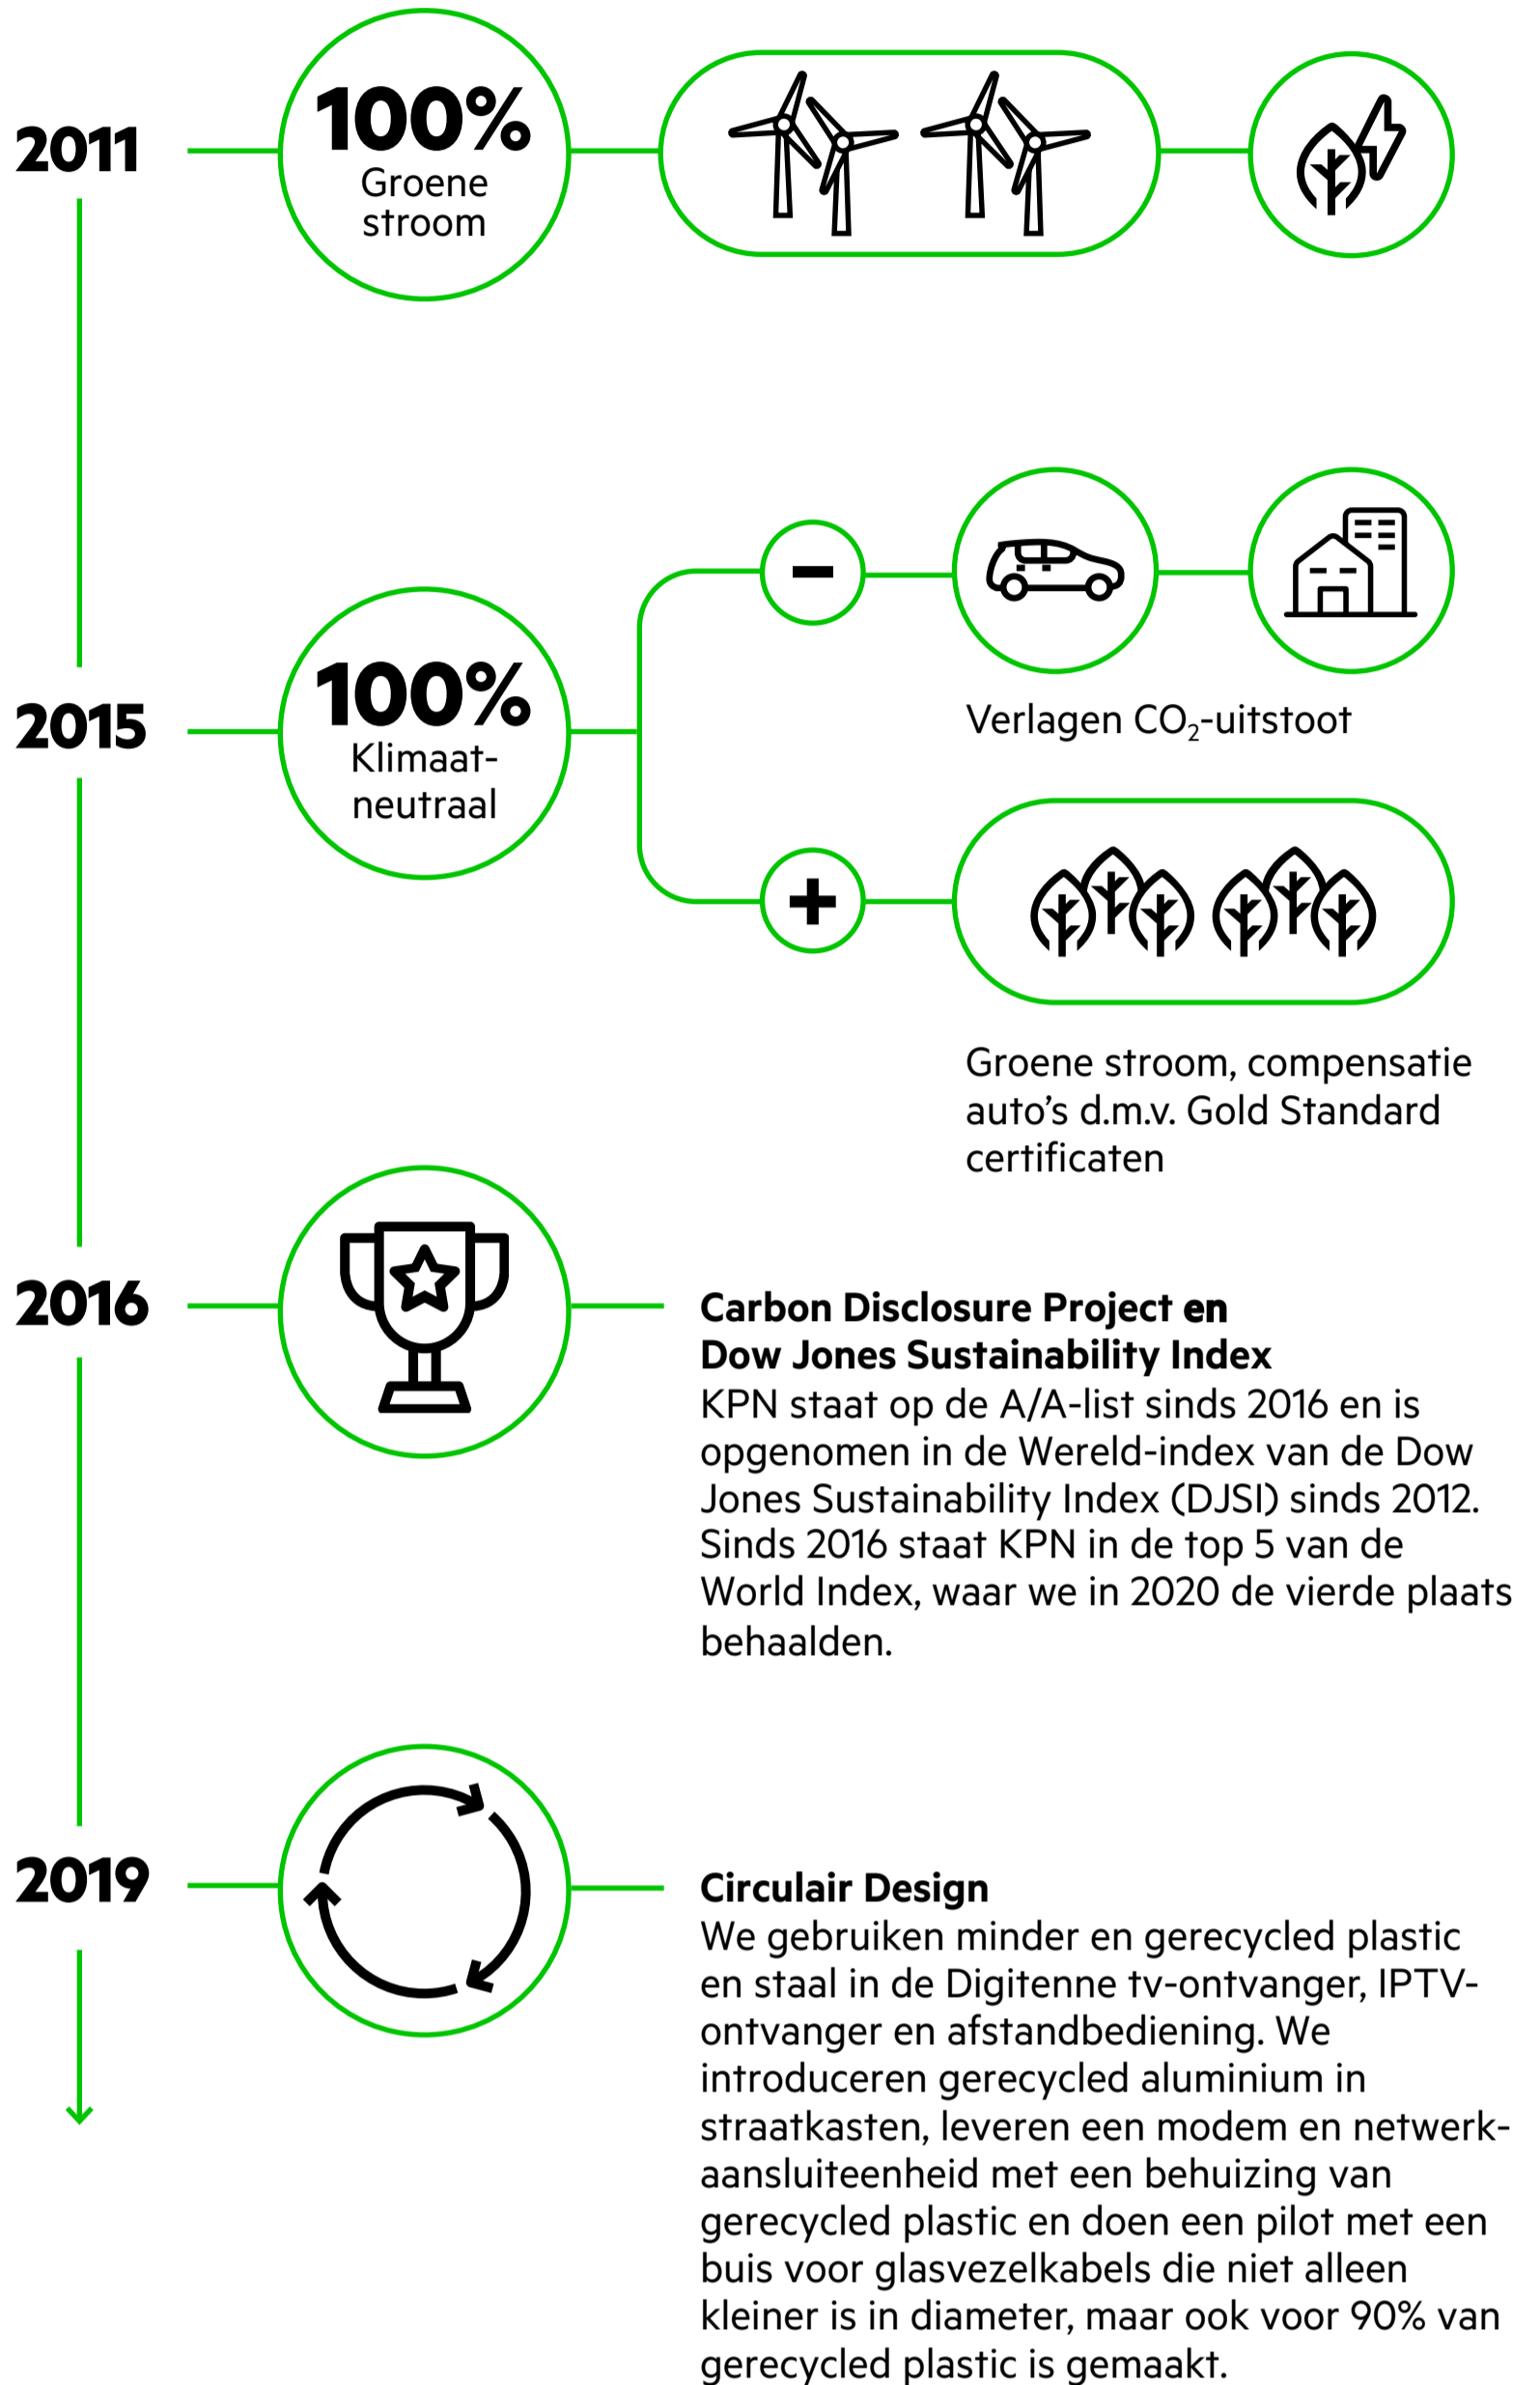 2011
100%
Groene
stroom
2015
100%
Klimaat-
neutraal
Verlagen CO₂-uitstoot
Groene stroom, compensatie
auto's d.m.v. Gold Standard
certificaten
2016
Carbon Disclosure Project en
Dow Jones Sustainability Index
KPN staat op de A/A-list sinds 2016 en is
opgenomen in de Wereld-index van de Dow
Jones Sustainability Index (DJSI) sinds 2012.
Sinds 2016 staat KPN in de top 5 van de
World Index, waar we in 2020 de vierde plaats
behaalden.
2019
Circulair Design
We gebruiken minder en gerecycled plastic
en staal in de Digitenne tv-ontvanger, IPTV-
ontvanger en afstandbediening. We
introduceren gerecycled aluminium in
straatkasten, leveren een modem en netwerk-
aansluiteenheid met een behuizing van
gerecycled plastic en doen een pilot met een
buis voor glasvezelkabels die niet alleen
kleiner is in diameter, maar ook voor 90% van
gerecycled plastic is gemaakt.